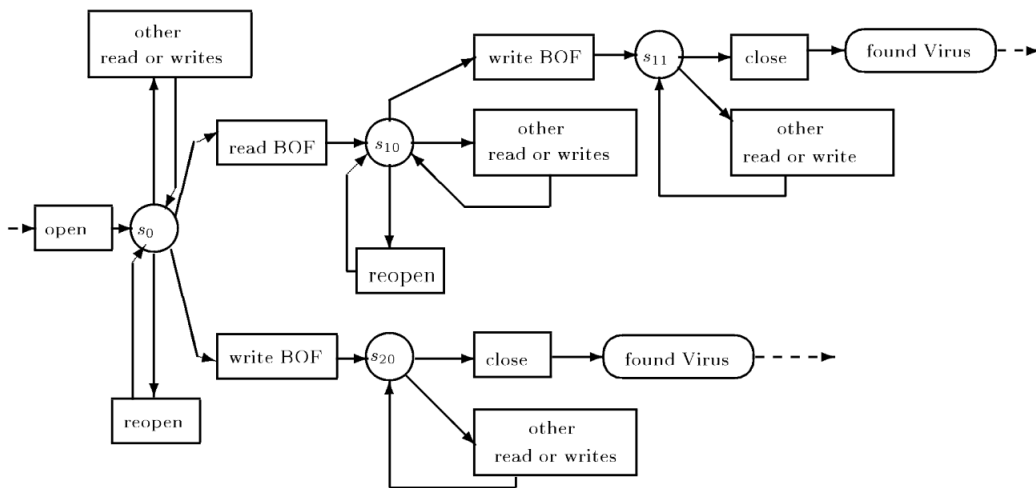 other
read or writes
write BOF
s11
close
found Virus
read BOF
s10
other
read or writes
other
read or write
open
s0
reopen
write BOF
s20
close
found Virus
reopen
other
read or writes